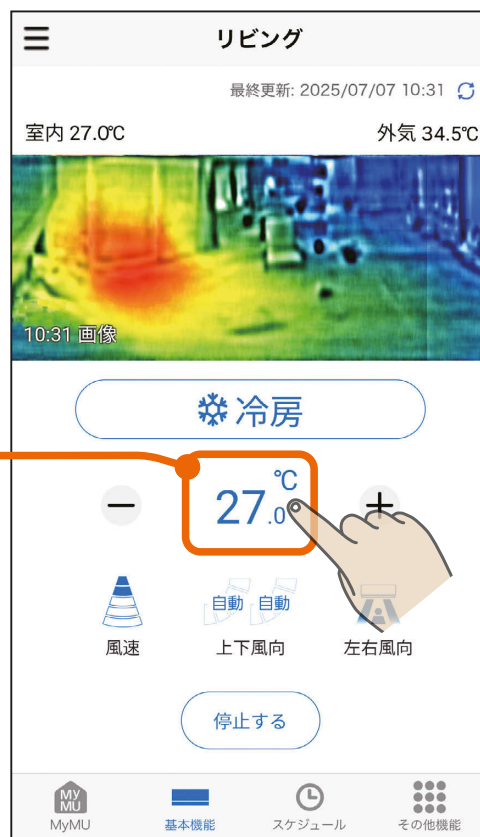 リビング
最終更新: 2025/07/07 10:31
室内 27.0℃
外気 34.5℃
10:31 画像
冷房
27.0℃
自動 自動
風速
上下風向
左右風向
停止する
MY MU
MyMU
基本機能
スケジュール
その他機能